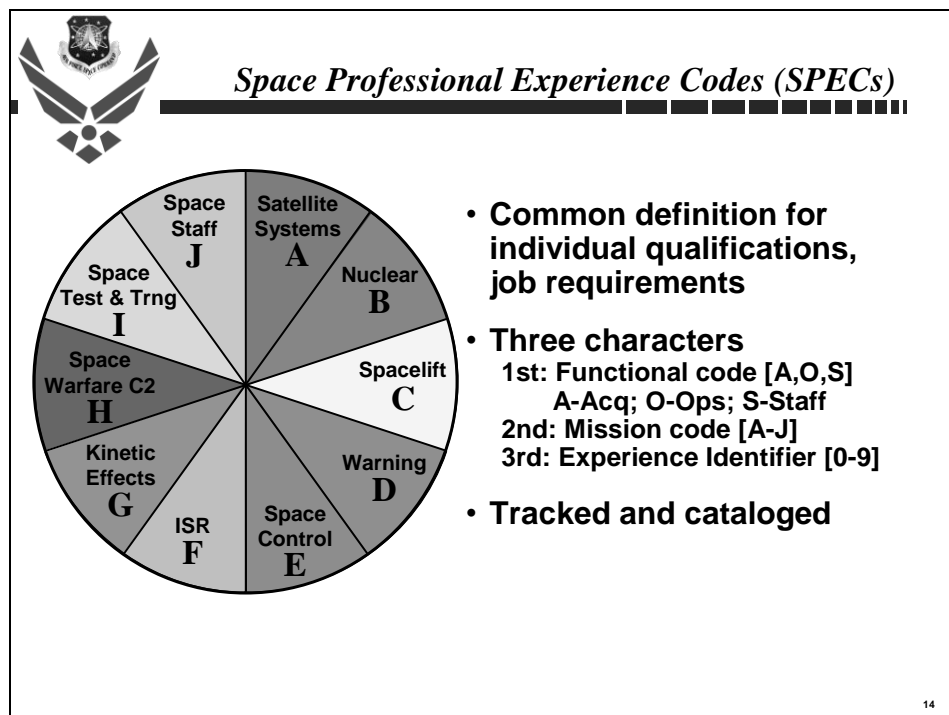 Space Professional Experience Codes (SPECs)
Space
Staff
J
Satellite
Systems
A
Nuclear
B
Spacelift
C
Warning
D
Space
Control
E
ISR
F
Kinetic
Effects
G
Space
Warfare C2
H
Space
Test & Trng
I
• Common definition for
individual qualifications,
job requirements
• Three characters
1st: Functional code [A,O,S]
A-Acq; O-Ops; S-Staff
2nd: Mission code [A-J]
3rd: Experience Identifier [0-9]
• Tracked and cataloged
14